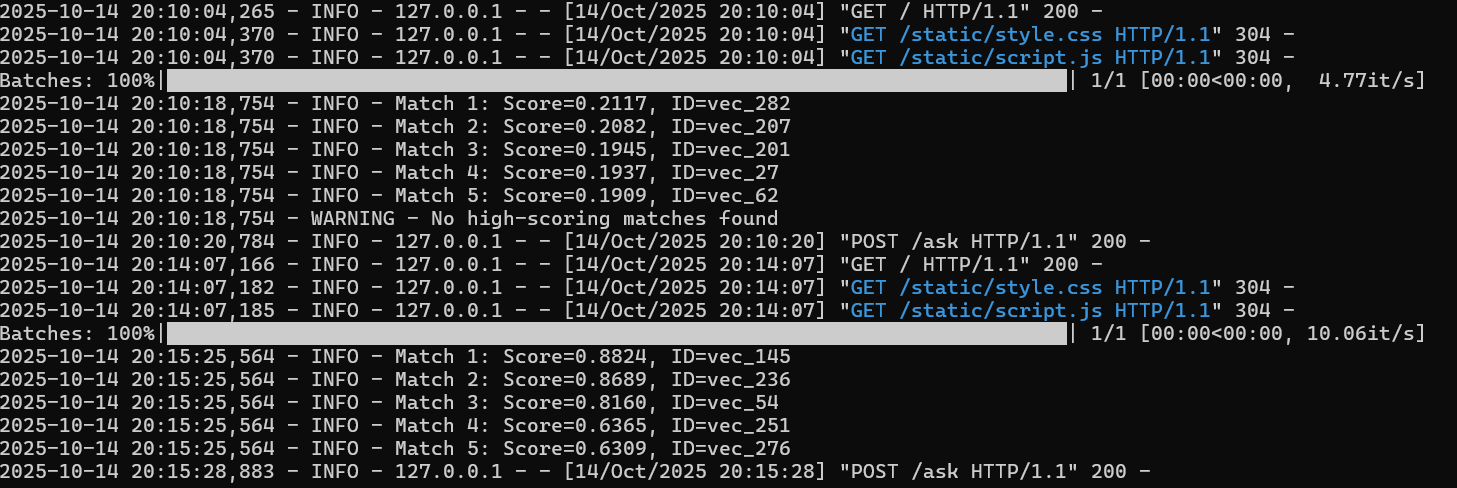 2025-10-14 20:10:04,265 - INFO - 127.0.0.1 - - [14/Oct/2025 20:10:04] "GET / HTTP/1.1" 200 -
2025-10-14 20:10:04,370 - INFO - 127.0.0.1 - - [14/Oct/2025 20:10:04] "GET /static/style.css HTTP/1.1" 304 -
2025-10-14 20:10:04,370 - INFO - 127.0.0.1 - - [14/Oct/2025 20:10:04] "GET /static/script.js HTTP/1.1" 304 -
Batches: 100%| | 1/1 [00:00<00:00,  4.77it/s]
2025-10-14 20:10:18,754 - INFO - Match 1: Score=0.2117, ID=vec_282
2025-10-14 20:10:18,754 - INFO - Match 2: Score=0.2082, ID=vec_207
2025-10-14 20:10:18,754 - INFO - Match 3: Score=0.1945, ID=vec_201
2025-10-14 20:10:18,754 - INFO - Match 4: Score=0.1937, ID=vec_27
2025-10-14 20:10:18,754 - INFO - Match 5: Score=0.1909, ID=vec_62
2025-10-14 20:10:18,754 - WARNING - No high-scoring matches found
2025-10-14 20:10:20,784 - INFO - 127.0.0.1 - - [14/Oct/2025 20:10:20] "POST /ask HTTP/1.1" 200 -
2025-10-14 20:14:07,166 - INFO - 127.0.0.1 - - [14/Oct/2025 20:14:07] "GET / HTTP/1.1" 200 -
2025-10-14 20:14:07,182 - INFO - 127.0.0.1 - - [14/Oct/2025 20:14:07] "GET /static/style.css HTTP/1.1" 304 -
2025-10-14 20:14:07,185 - INFO - 127.0.0.1 - - [14/Oct/2025 20:14:07] "GET /static/script.js HTTP/1.1" 304 -
Batches: 100%| | 1/1 [00:00<00:00, 10.06it/s]
2025-10-14 20:15:25,564 - INFO - Match 1: Score=0.8824, ID=vec_145
2025-10-14 20:15:25,564 - INFO - Match 2: Score=0.8689, ID=vec_236
2025-10-14 20:15:25,564 - INFO - Match 3: Score=0.8160, ID=vec_54
2025-10-14 20:15:25,564 - INFO - Match 4: Score=0.6365, ID=vec_251
2025-10-14 20:15:25,564 - INFO - Match 5: Score=0.6309, ID=vec_276
2025-10-14 20:15:28,883 - INFO - 127.0.0.1 - - [14/Oct/2025 20:15:28] "POST /ask HTTP/1.1" 200 -